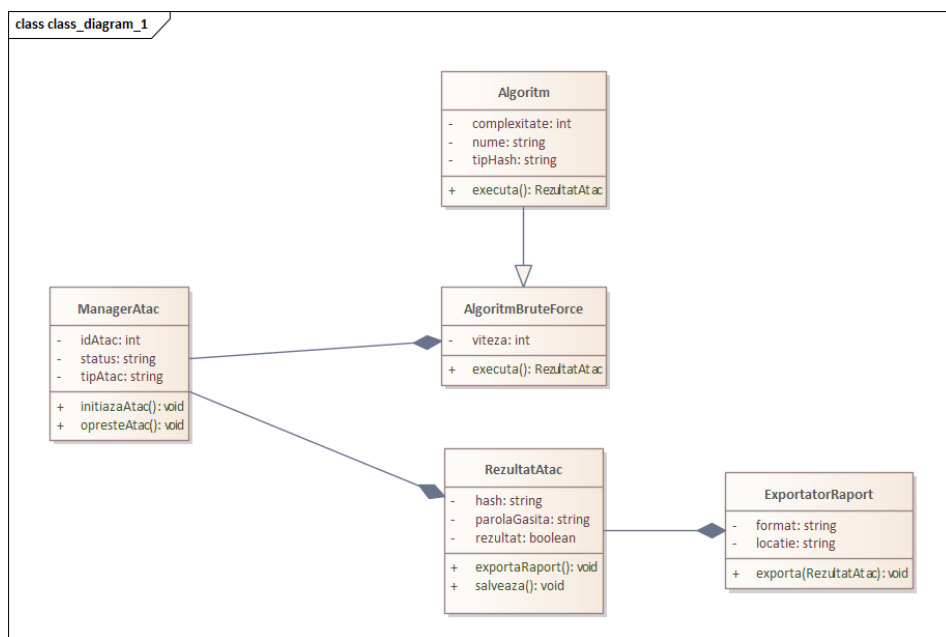 class class_diagram_1
Algoritm
- complexitate: int
- nume: string
- tipHash: string
+ executa(): RezultatAtac
ManagerAtac
- idAtac: int
- status: string
- tipAtac: string
+ initiazaAtac(): void
+ opresteAtac(): void
AlgoritmBruteForce
- viteza: int
+ executa(): RezultatAtac
RezultatAtac
- hash: string
- parolaGasita: string
- rezultat: boolean
+ exportaRaport(): void
+ salveaza(): void
ExportatorRaport
- format: string
- locatie: string
+ exporta(RezultatAtac): void